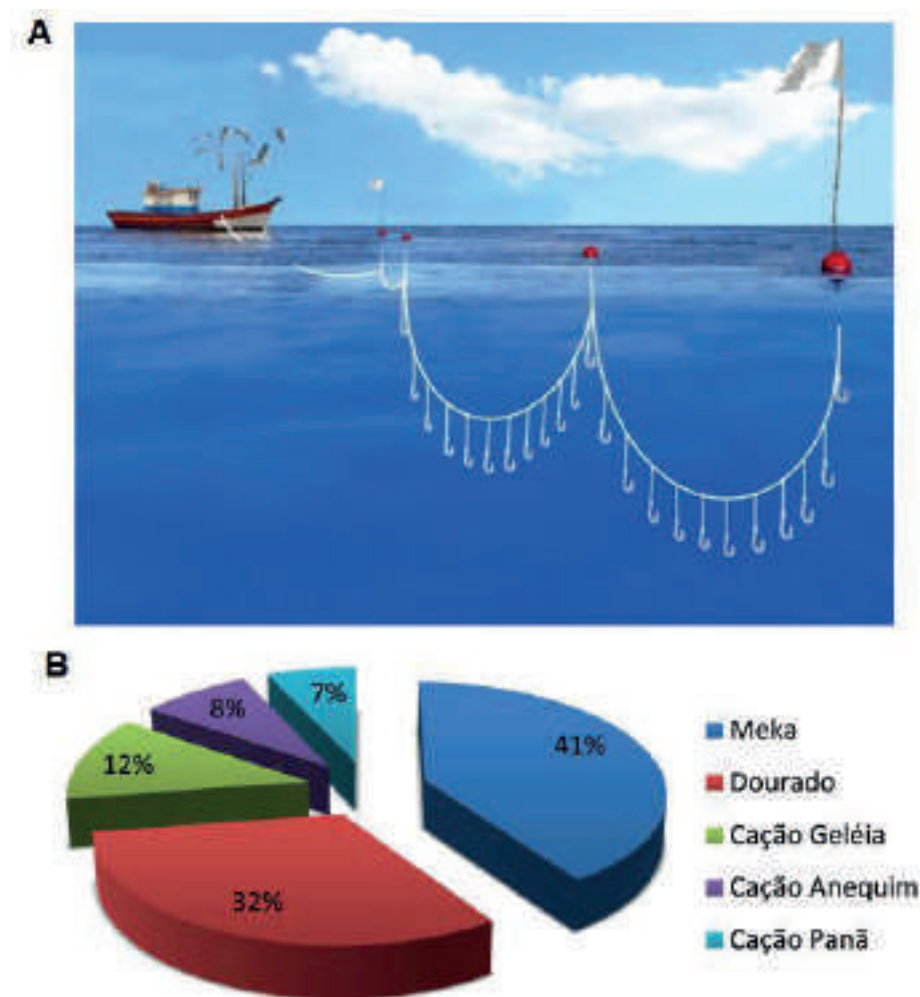 A
B
7%
8%
41%
12%
32%
Meka
Dourado
Cação Geléia
Cação Anequim
Cação Panã